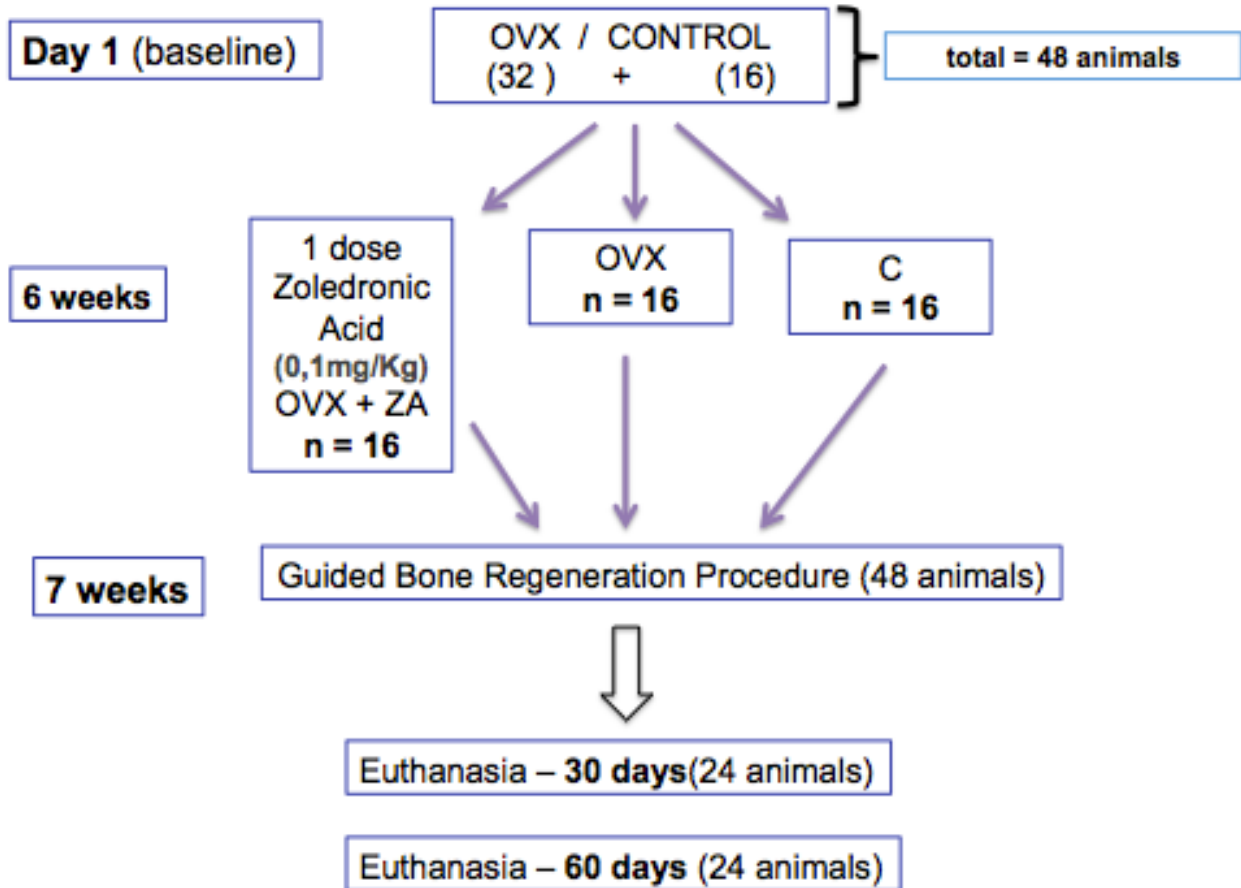 Day 1 (baseline)
OVX / CONTROL
(32 ) + (16)
total = 48 animals
6 weeks
1 dose
Zoledronic
Acid
(0,1mg/Kg)
OVX + ZA
n = 16
OVX
n = 16
C
n = 16
7 weeks
Guided Bone Regeneration Procedure (48 animals)
Euthanasia – 30 days(24 animals)
Euthanasia – 60 days (24 animals)